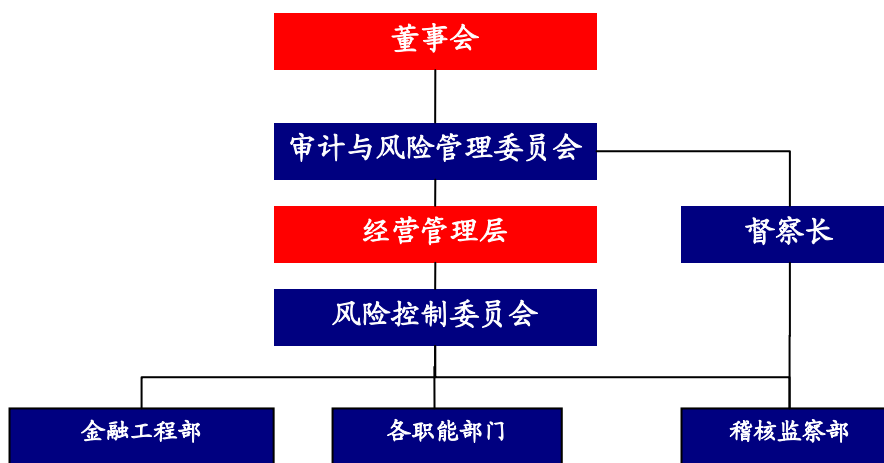 董事会
审计与风险管理委员会
经营管理层
督察长
风险控制委员会
金融工程部
各职能部门
稽核监察部